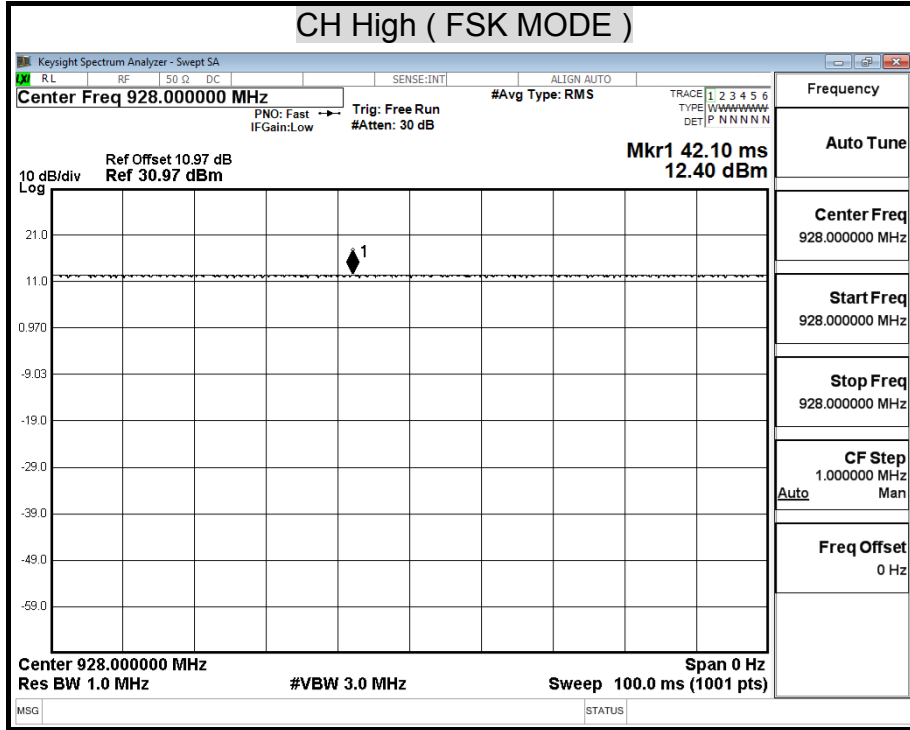 CH High ( FSK MODE )
Keysight Spectrum Analyzer - Swept SA
LXI RL RF 50 Ω DC SENSE:INT ALIGN AUTO
Center Freq 928.000000 MHz
PNO: Fast
IFGain:Low
Trig: Free Run
#Atten: 30 dB
#Avg Type: RMS
TRACE 1 2 3 4 5 6
TYPE WWWWWW
DET P N N N N N
Mkr1 42.10 ms
12.40 dBm
Ref Offset 10.97 dB
10 dB/div Ref 30.97 dBm
Log
21.0
1
11.0
0.970
-9.03
-19.0
-29.0
-39.0
-49.0
-59.0
Center 928.000000 MHz Span 0 Hz
Res BW 1.0 MHz #VBW 3.0 MHz Sweep 100.0 ms (1001 pts)
MSG STATUS
Frequency
Auto Tune
Center Freq
928.000000 MHz
Start Freq
928.000000 MHz
Stop Freq
928.000000 MHz
CF Step
1.000000 MHz
Auto Man
Freq Offset
0 Hz